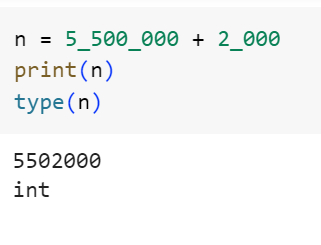 n = 5_500_000 + 2_000
print(n)
type(n)
5502000
int